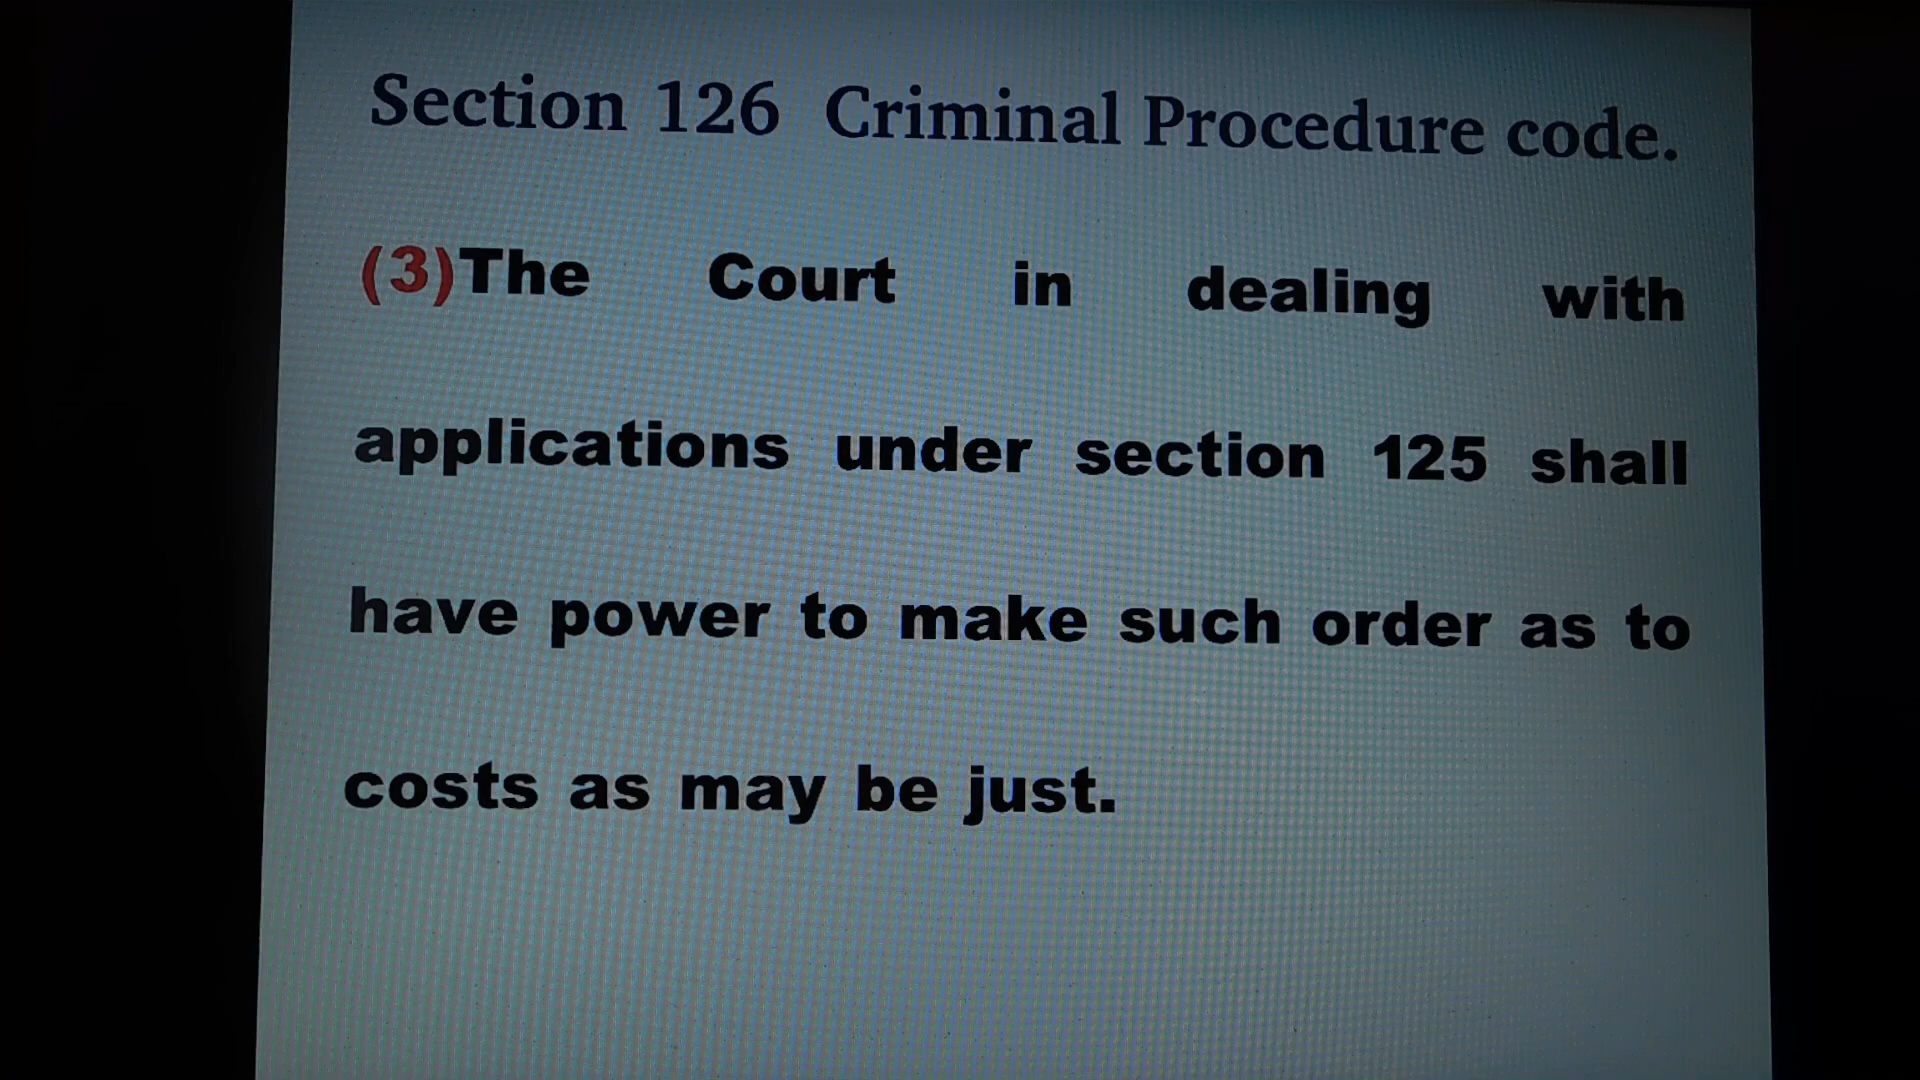 Section 126 Criminal Procedure code.
(3)The Court in dealing with
applications under section 125 shall
have power to make such order as to
costs as may be just.